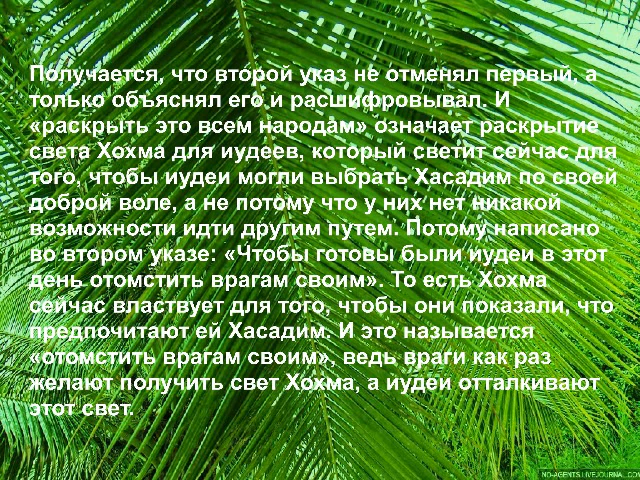 Получается, что второй указ не отменял первый, а
только объяснял его и расшифровывал. И
«раскрыть это всем народам» означает раскрытие
света Хохма для иудеев, который светит сейчас для
того, чтобы иудеи могли выбрать Хасадим по своей
доброй воле, а не потому что у них нет никакой
возможности идти другим путем. Потому написано
во втором указе: «Чтобы готовы были иудеи в этот
день отомстить врагам своим». То есть Хохма
сейчас властвует для того, чтобы они показали, что
предпочитают ей Хасадим. И это называется
«отомстить врагам своим», ведь враги как раз
желают получить свет Хохма, а иудеи отталкивают
этот свет.
NO-AGENTS.LIVEJOURNAL.COM